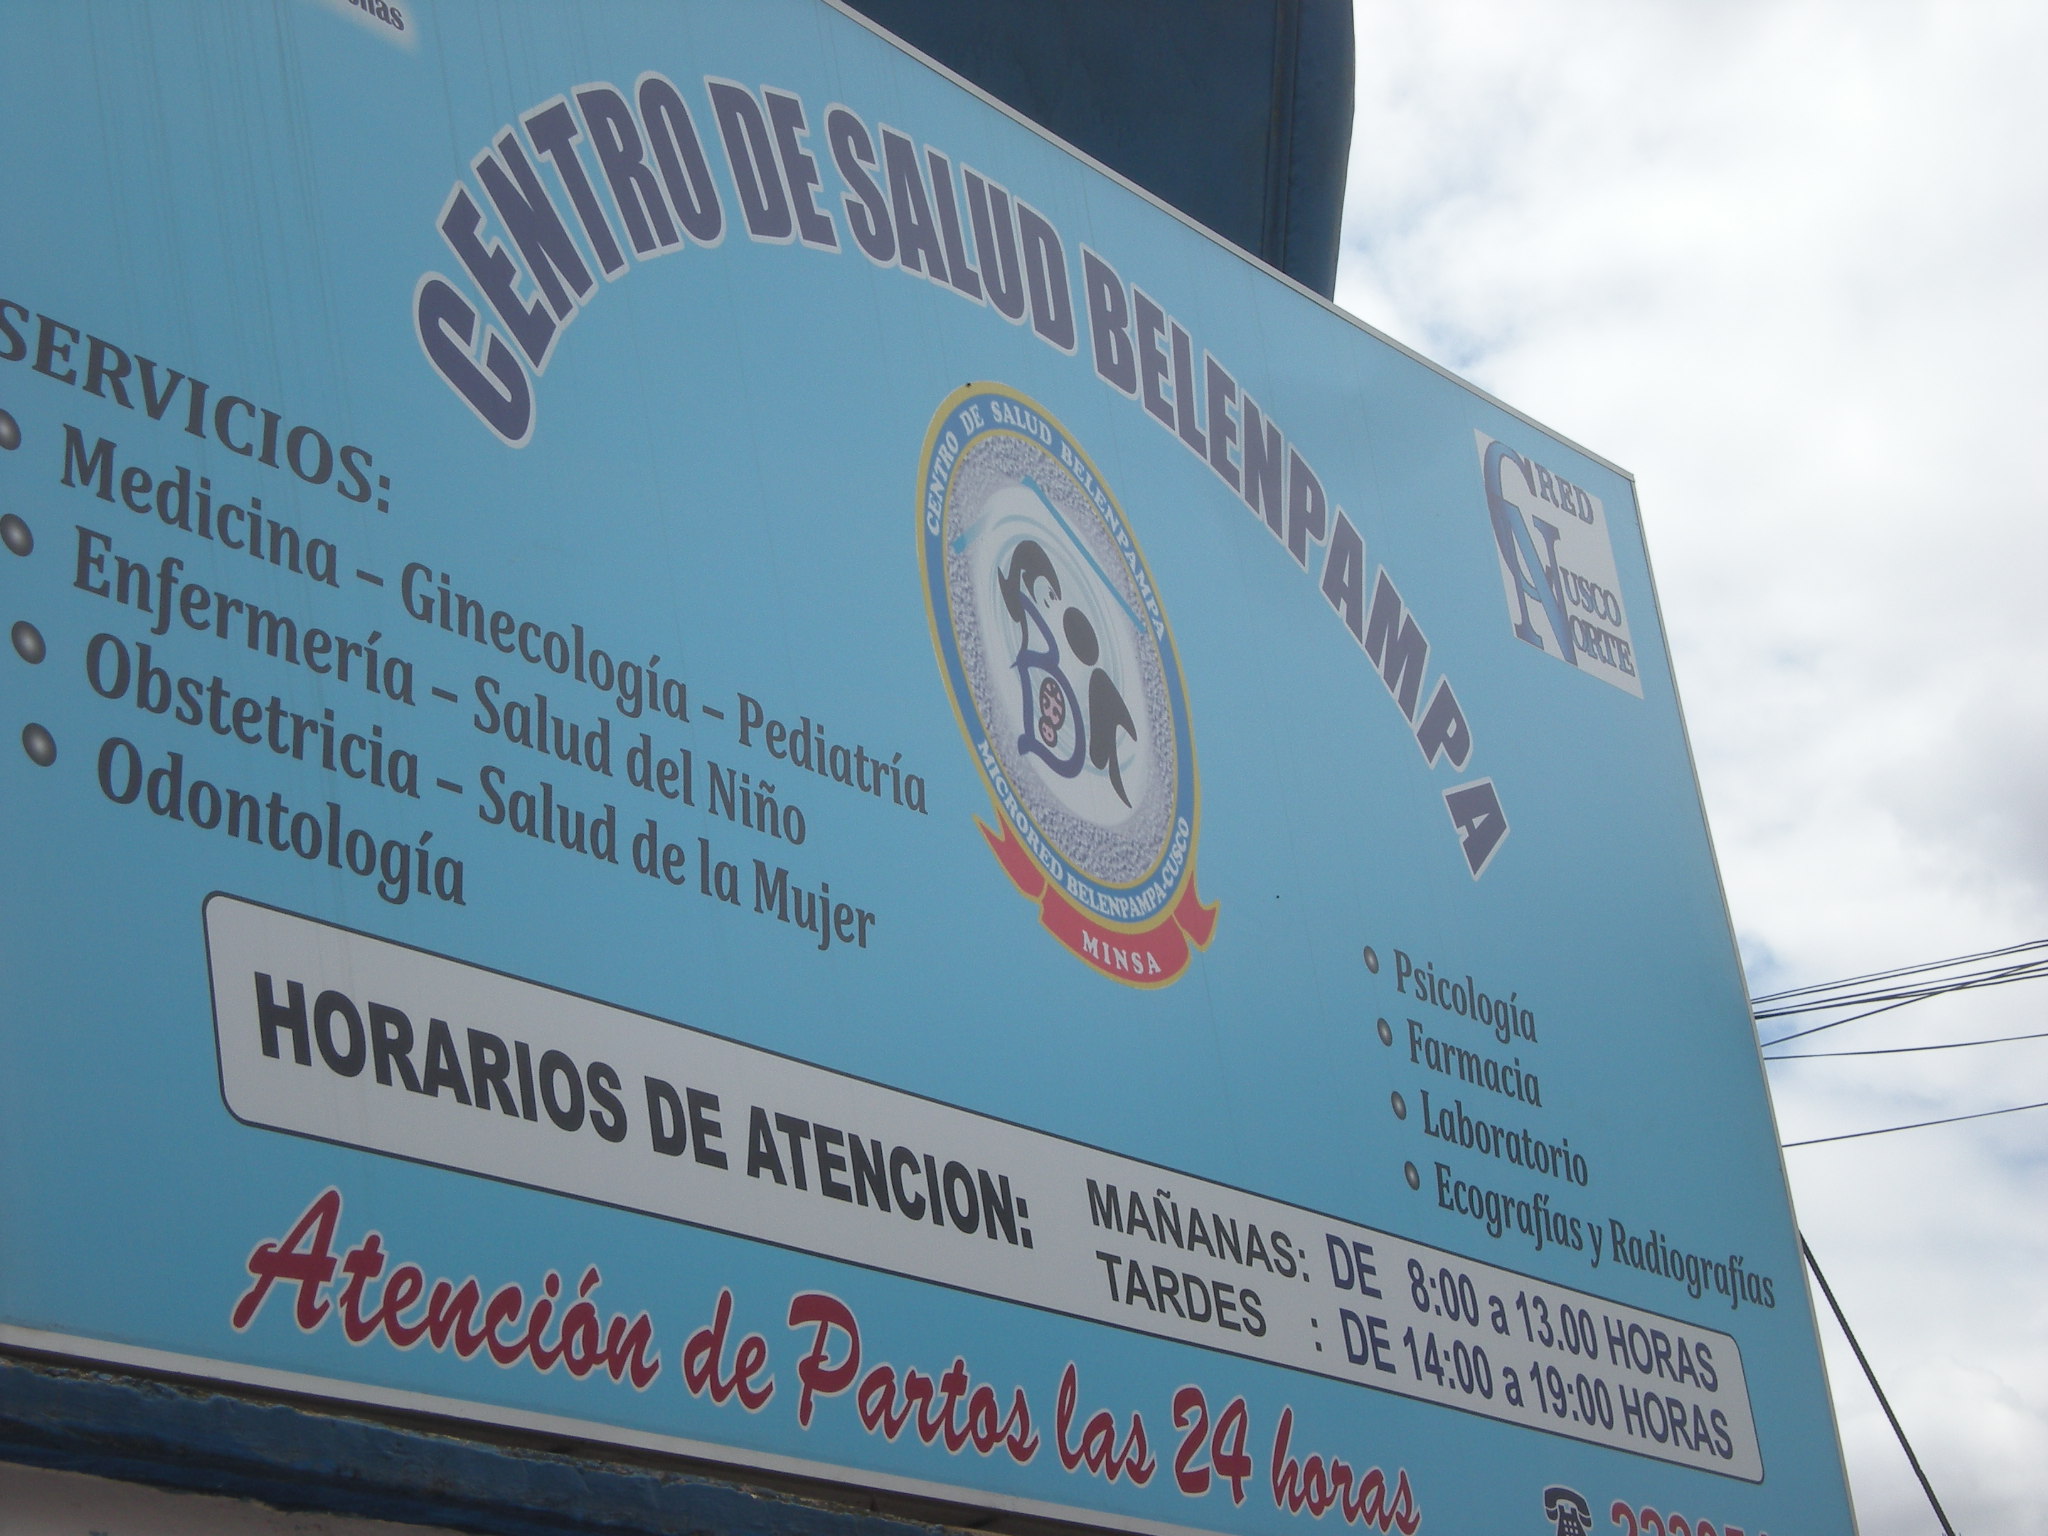 CENTRO DE SALUD BELENPAMPA
RED
CUSCO
NORTE
CENTRO DE SALUD BELENPAMPA
MICRORED BELENPAMPA-CUSCO
MINSA
SERVICIOS:
Medicina – Ginecología – Pediatría
Enfermería – Salud del Niño
Obstetricia – Salud de la Mujer
Odontología
Psicología
Farmacia
Laboratorio
Ecografías y Radiografías
HORARIOS DE ATENCION:
MAÑANAS: DE 8:00 a 13.00 HORAS
TARDES : DE 14:00 a 19:00 HORAS
Atención de Partos las 24 horas